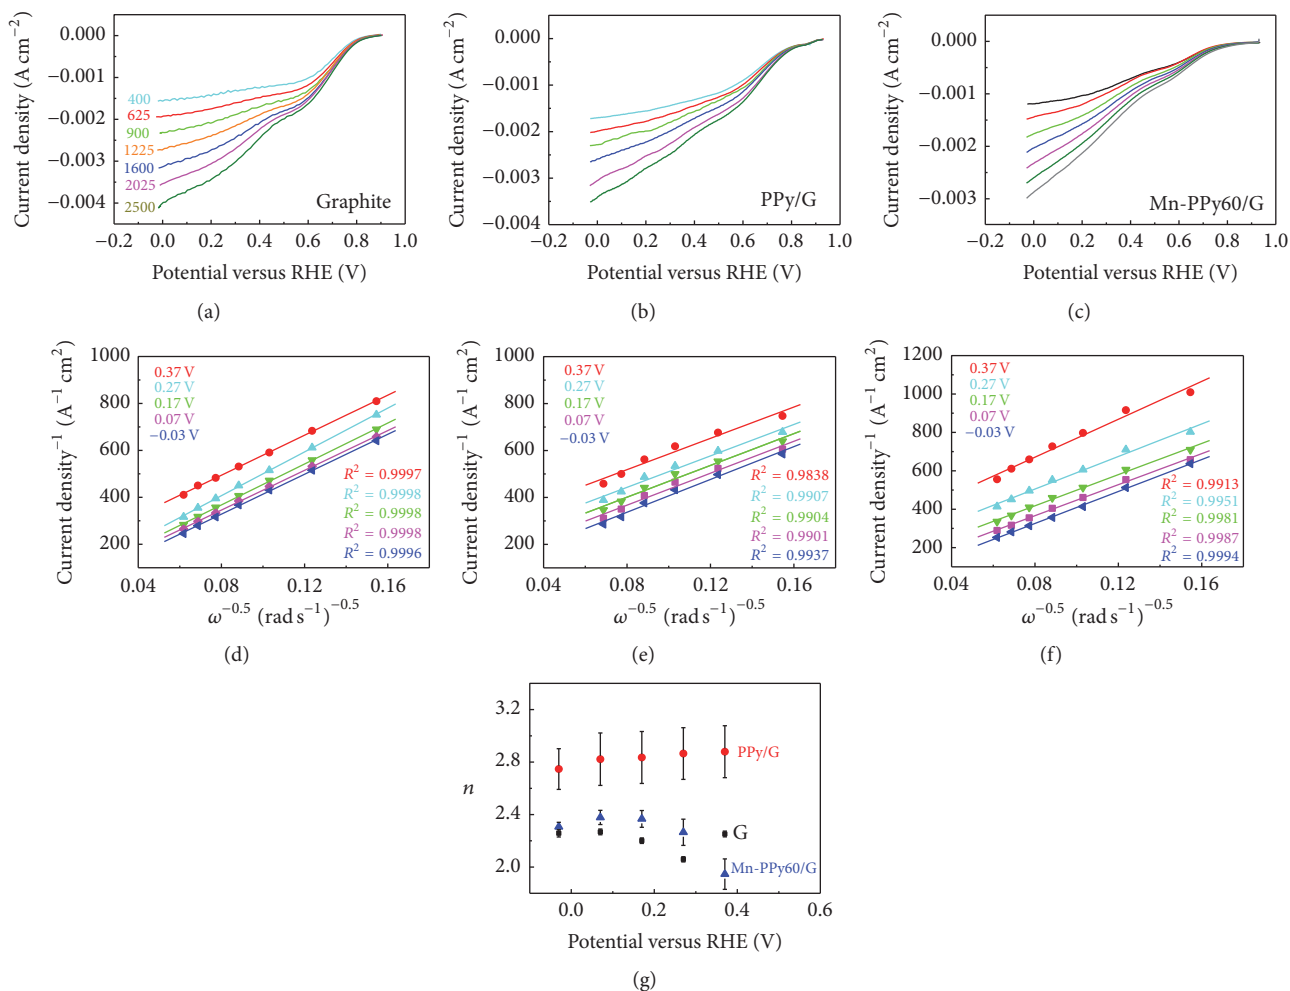 Current density (A cm−2)
0.000
−0.001
−0.002
−0.003
−0.004
400
625
900
1225
1600
2025
2500
Graphite
−0.2 0.0 0.2 0.4 0.6 0.8 1.0
Potential versus RHE (V)
(a)
Current density (A cm−2)
0.000
−0.001
−0.002
−0.003
−0.004
PPy/G
−0.2 0.0 0.2 0.4 0.6 0.8 1.0
Potential versus RHE (V)
(b)
Current density (A cm−2)
0.000
−0.001
−0.002
−0.003
Mn-PPy60/G
−0.2 0.0 0.2 0.4 0.6 0.8 1.0
Potential versus RHE (V)
(c)
Current density−1 (A−1 cm2)
1000
800
600
400
200
0.37 V
0.27 V
0.17 V
0.07 V
−0.03 V
R2 = 0.9997
R2 = 0.9998
R2 = 0.9998
R2 = 0.9998
R2 = 0.9996
0.04 0.08 0.12 0.16
ω−0.5 (rad s−1)−0.5
(d)
Current density−1 (A−1 cm2)
1000
800
600
400
200
0.37 V
0.27 V
0.17 V
0.07 V
−0.03 V
R2 = 0.9838
R2 = 0.9907
R2 = 0.9904
R2 = 0.9901
R2 = 0.9937
0.04 0.08 0.12 0.16
ω−0.5 (rad s−1)−0.5
(e)
Current density−1 (A−1 cm2)
1200
1000
800
600
400
200
0.37 V
0.27 V
0.17 V
0.07 V
−0.03 V
R2 = 0.9913
R2 = 0.9951
R2 = 0.9981
R2 = 0.9987
R2 = 0.9994
0.04 0.08 0.12 0.16
ω−0.5 (rad s−1)−0.5
(f)
n
3.2
2.8
2.4
2.0
PPy/G
G
Mn-PPy60/G
0.0 0.2 0.4 0.6
Potential versus RHE (V)
(g)